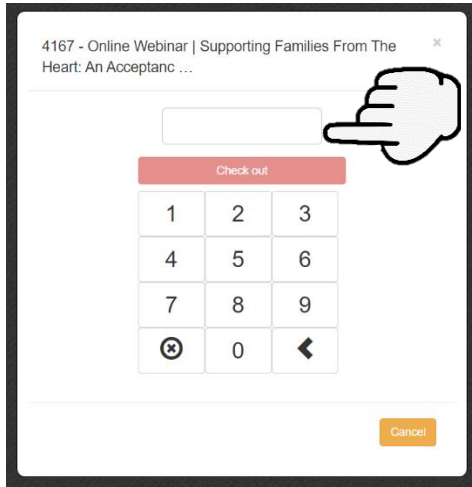 4167 - Online Webinar | Supporting Families From The
Heart: An Acceptanc ...
×
Check out
1 2 3
4 5 6
7 8 9
0
Cancel